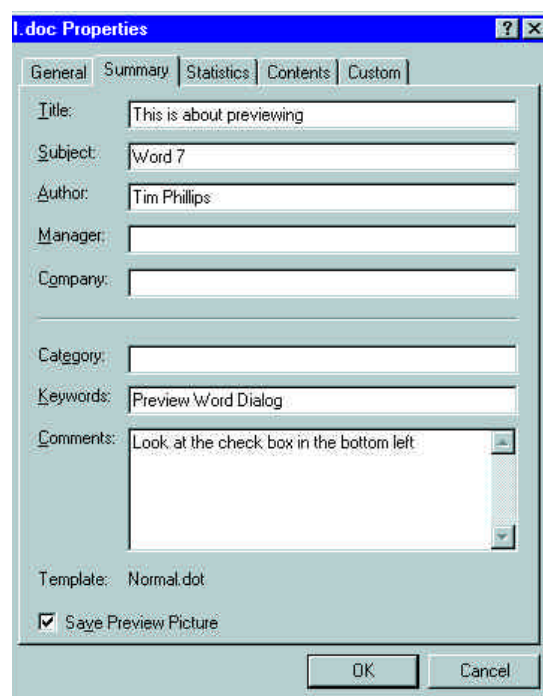 l.doc Properties
General Summary Statistics Contents Custom
Title: This is about previewing
Subject: Word 7
Author: Tim Phillips
Manager:
Company:
Category:
Keywords: Preview Word Dialog
Comments: Look at the check box in the bottom left
Template: Normal.dot
Save Preview Picture
OK Cancel